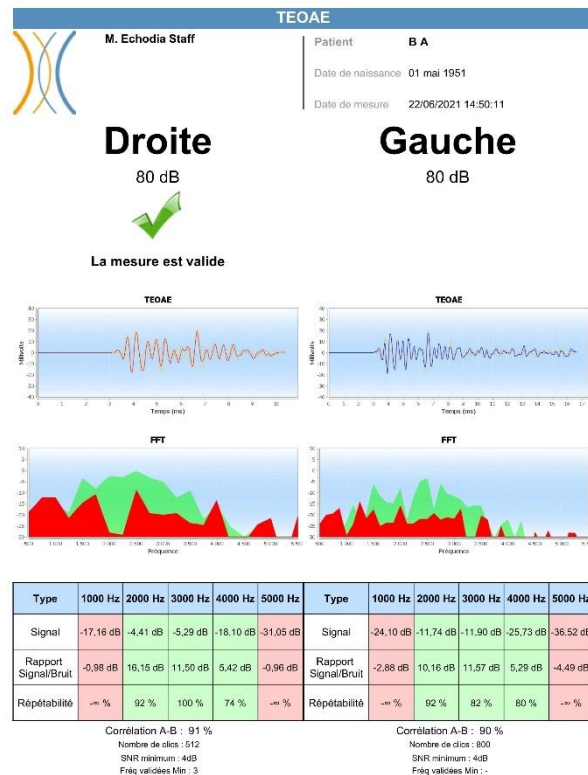 TEOAE
M. Echodia Staff
Patient B A
Date de naissance 01 mai 1951
Date de mesure 22/06/2021 14:50:11
Droite Gauche
80 dB 80 dB
La mesure est valide
TEOAE TEOAE
Millivolts
Temps (ms) Temps (ms)
FFT FFT
Fréquence Fréquence
Type 1000 Hz 2000 Hz 3000 Hz 4000 Hz 5000 Hz Type 1000 Hz 2000 Hz 3000 Hz 4000 Hz 5000 Hz
Signal -17,16 dB -4,41 dB -5,29 dB -18,10 dB -31,05 dB Signal -24,10 dB -11,74 dB -11,90 dB -25,73 dB -36,52 dB
Rapport Signal/Bruit -0,98 dB 16,15 dB 11,50 dB 5,42 dB -0,96 dB Rapport Signal/Bruit -2,88 dB 10,16 dB 11,57 dB 5,29 dB -4,49 dB
Répétabilité -∞ % 92 % 100 % 74 % -∞ % Répétabilité -∞ % 92 % 82 % 80 % -∞ %
Corrélation A-B : 91 % Corrélation A-B : 90 %
Nombre de clics : 512 Nombre de clics : 800
SNR minimum : 4dB SNR minimum : 4dB
Fréq validées Min : 3 Fréq validées Min : -